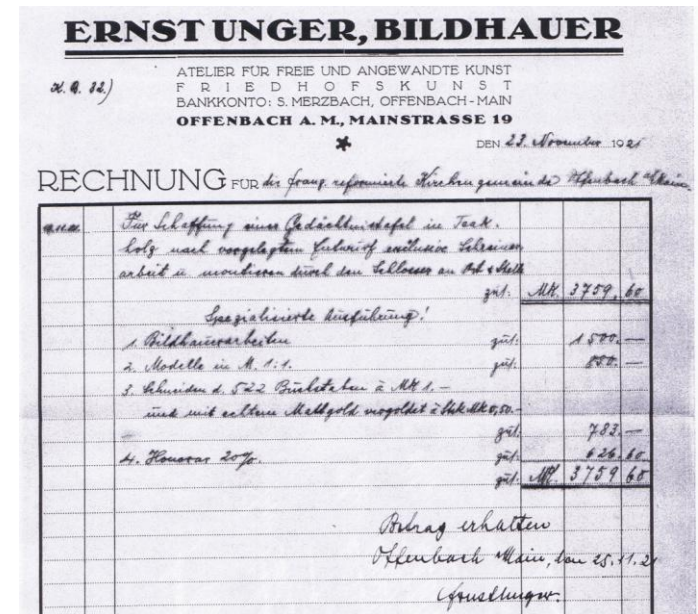 ERNST UNGER, BILDHAUER
ATELIER FÜR FREIE UND ANGEWANDTE KUNST
FRIEDHOFSKUNST
BANKKONTO: S. MERZBACH, OFFENBACH-MAIN
K. A. 32.)
OFFENBACH A. M., MAINSTRASSE 19
DEN 23. November 1921
RECHNUNG FÜR die franz. reformierte Kirchengemeinde Offenbach a/Main
Für Schaffung einer Gedächtnistafel in Teak-
holz nach vorgelegtem Entwurf exclusive Schreiner
arbeit u. montieren durch den Schlosser an Ort & Stelle
zus. Mk. 3759,60
Spezialisierte Ausführung!
1. Bildhauerarbeiten zus. 1500.—
2. Modelle in M. 1:1. zus. 850.—
3. Schneiden d. 522 Buchstaben à Mk 1.—
und mit echtem Mattgold vergoldet à Stk Mk 0,50.—
zus. 783.—
4. Honorar 20%. zus. 626.60
zus. Mk. 3759 60
Betrag erhalten
Offenbach Main, den 25.11.21
Ernst Unger.